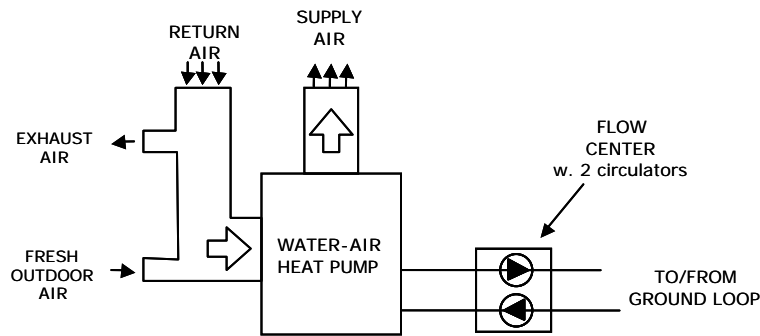 RETURN
AIR
SUPPLY
AIR
EXHAUST
AIR
FLOW
CENTER
w. 2 circulators
WATER-AIR
HEAT PUMP
FRESH
OUTDOOR
AIR
TO/FROM
GROUND LOOP